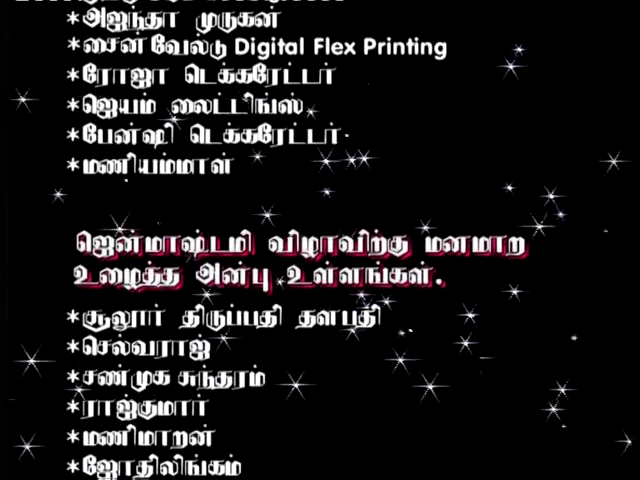 *அஜந்தா முருகன்
*சைன் வேலடு Digital Flex Printing
*ரோஜா டெக்கரேட்டர்
*ஜெயம் லைட்டிங்ஸ்
*பேன்ஷி டெக்கரேட்டர்
*மணியம்மாள்
ஜென்மாஷ்டமி விழாவிற்கு மனமாற
உழைத்த அன்பு உள்ளங்கள்.
*சூலூர் திருப்பதி தளபதி
*செல்வராஜ்
*சண்முக சுந்தரம்
*ராஜ்குமார்
*மணிமாறன்
*ஜோதிலிங்கம்